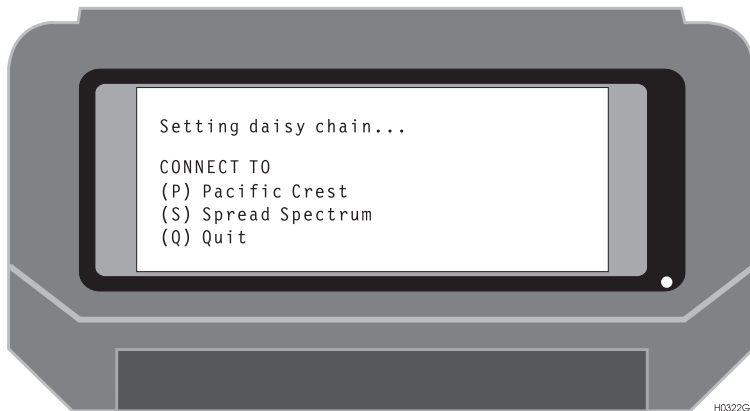 Setting daisy chain...
CONNECT TO
(P) Pacific Crest
(S) Spread Spectrum
(Q) Quit
H0322G